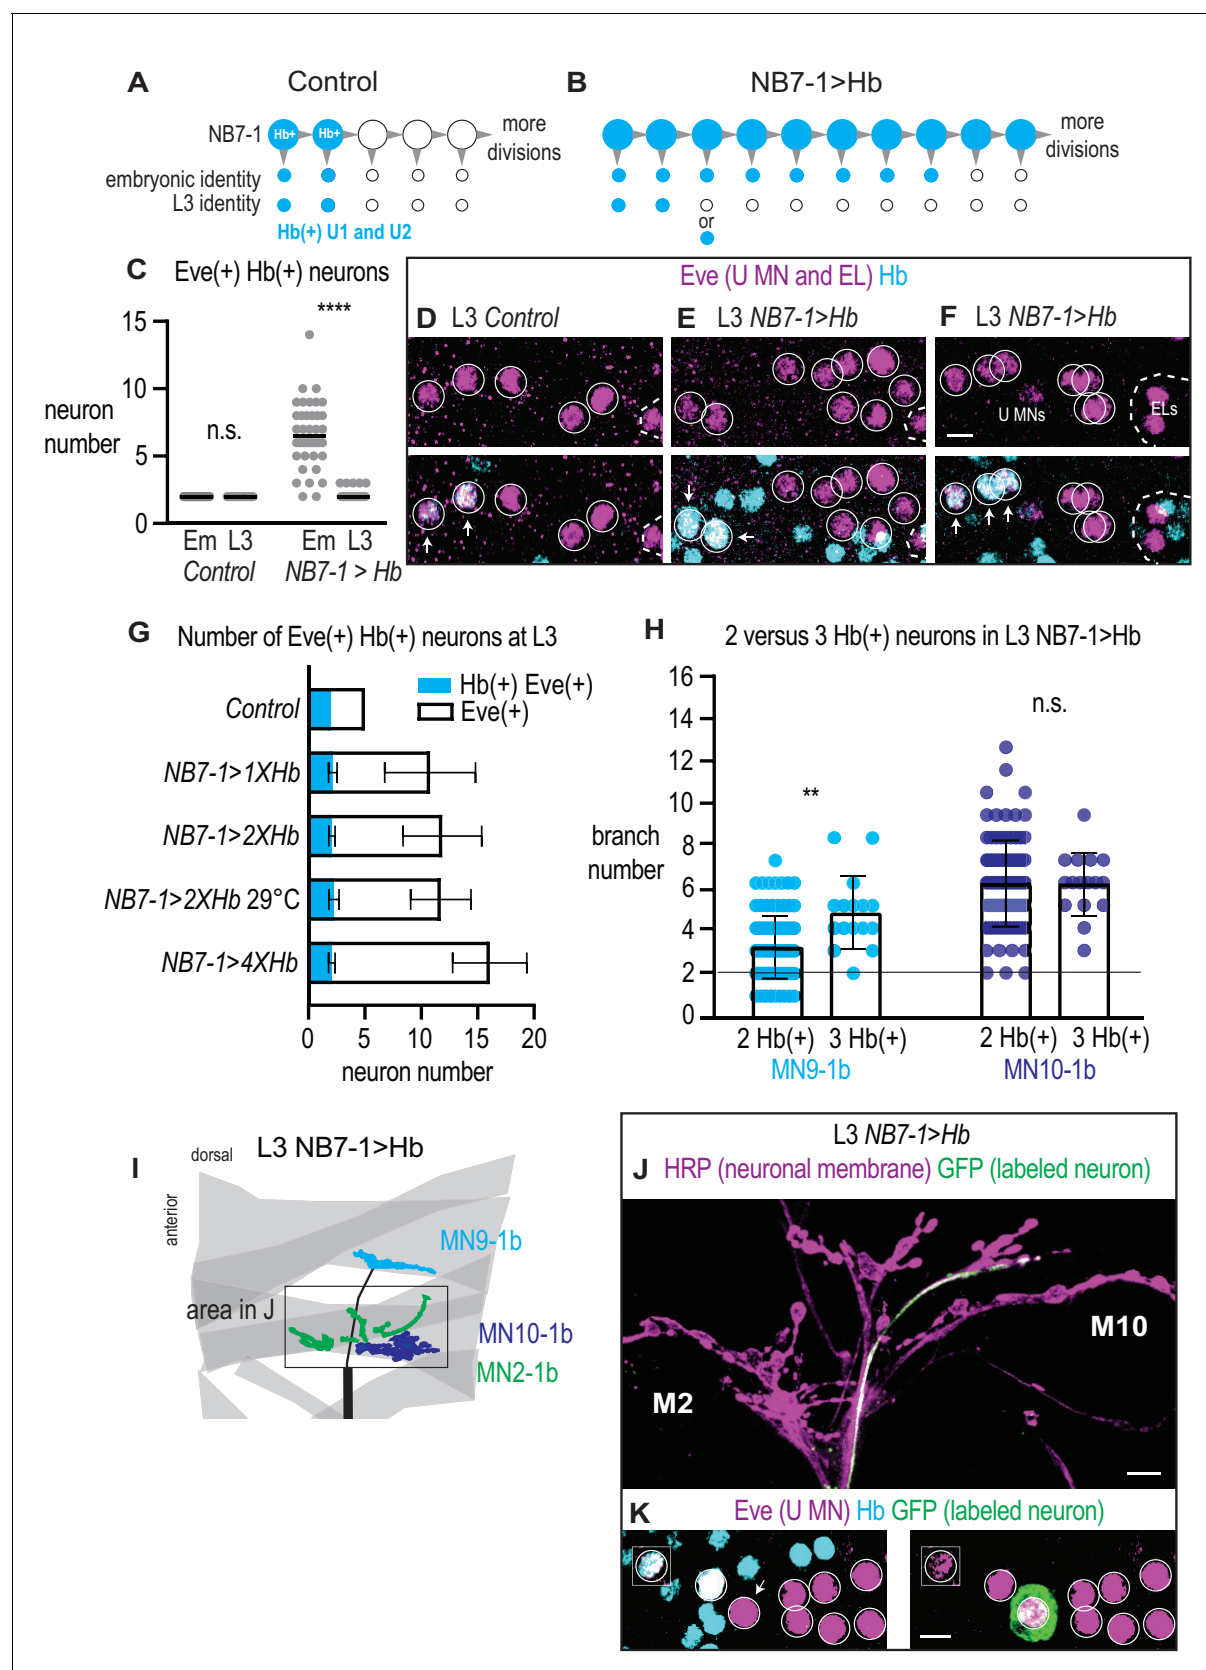 A Control
B NB7-1>Hb
NB7-1
Hb+ Hb+
more
divisions
more
divisions
embryonic identity
L3 identity
or
Hb(+) U1 and U2
C Eve(+) Hb(+) neurons
****
n.s.
neuron
number
15
10
5
0
Em L3 Em L3
Control NB7-1 > Hb
Eve (U MN and EL) Hb
D L3 Control
E L3 NB7-1>Hb
F L3 NB7-1>Hb
U MNs
ELs
G Number of Eve(+) Hb(+) neurons at L3
Hb(+) Eve(+)
Eve(+)
Control
NB7-1>1XHb
NB7-1>2XHb
NB7-1>2XHb 29°C
NB7-1>4XHb
0 5 10 15 20
neuron number
H 2 versus 3 Hb(+) neurons in L3 NB7-1>Hb
n.s.
**
branch
number
16
14
12
10
8
6
4
2
0
2 Hb(+) 3 Hb(+) 2 Hb(+) 3 Hb(+)
MN9-1b MN10-1b
I L3 NB7-1>Hb
dorsal
anterior
MN9-1b
area in J
MN10-1b
MN2-1b
L3 NB7-1>Hb
J HRP (neuronal membrane) GFP (labeled neuron)
M10
M2
K Eve (U MN) Hb GFP (labeled neuron)